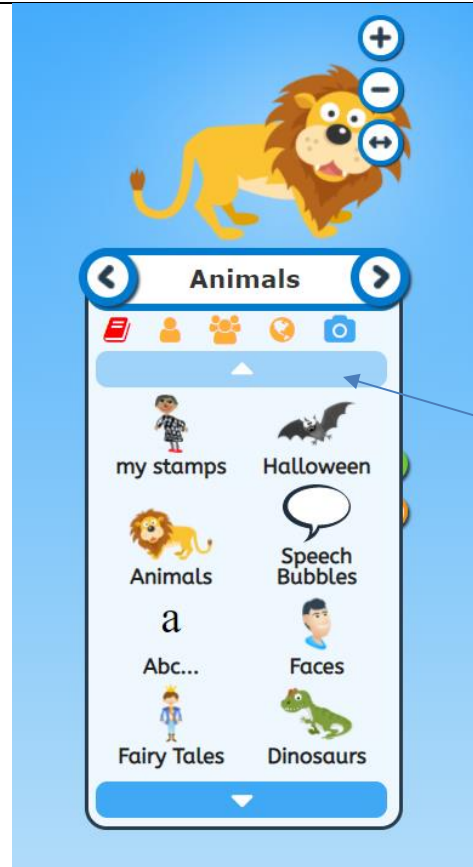 Animals
my stamps Halloween
Animals
Speech
Bubbles
a
Abc... Faces
Fairy Tales Dinosaurs